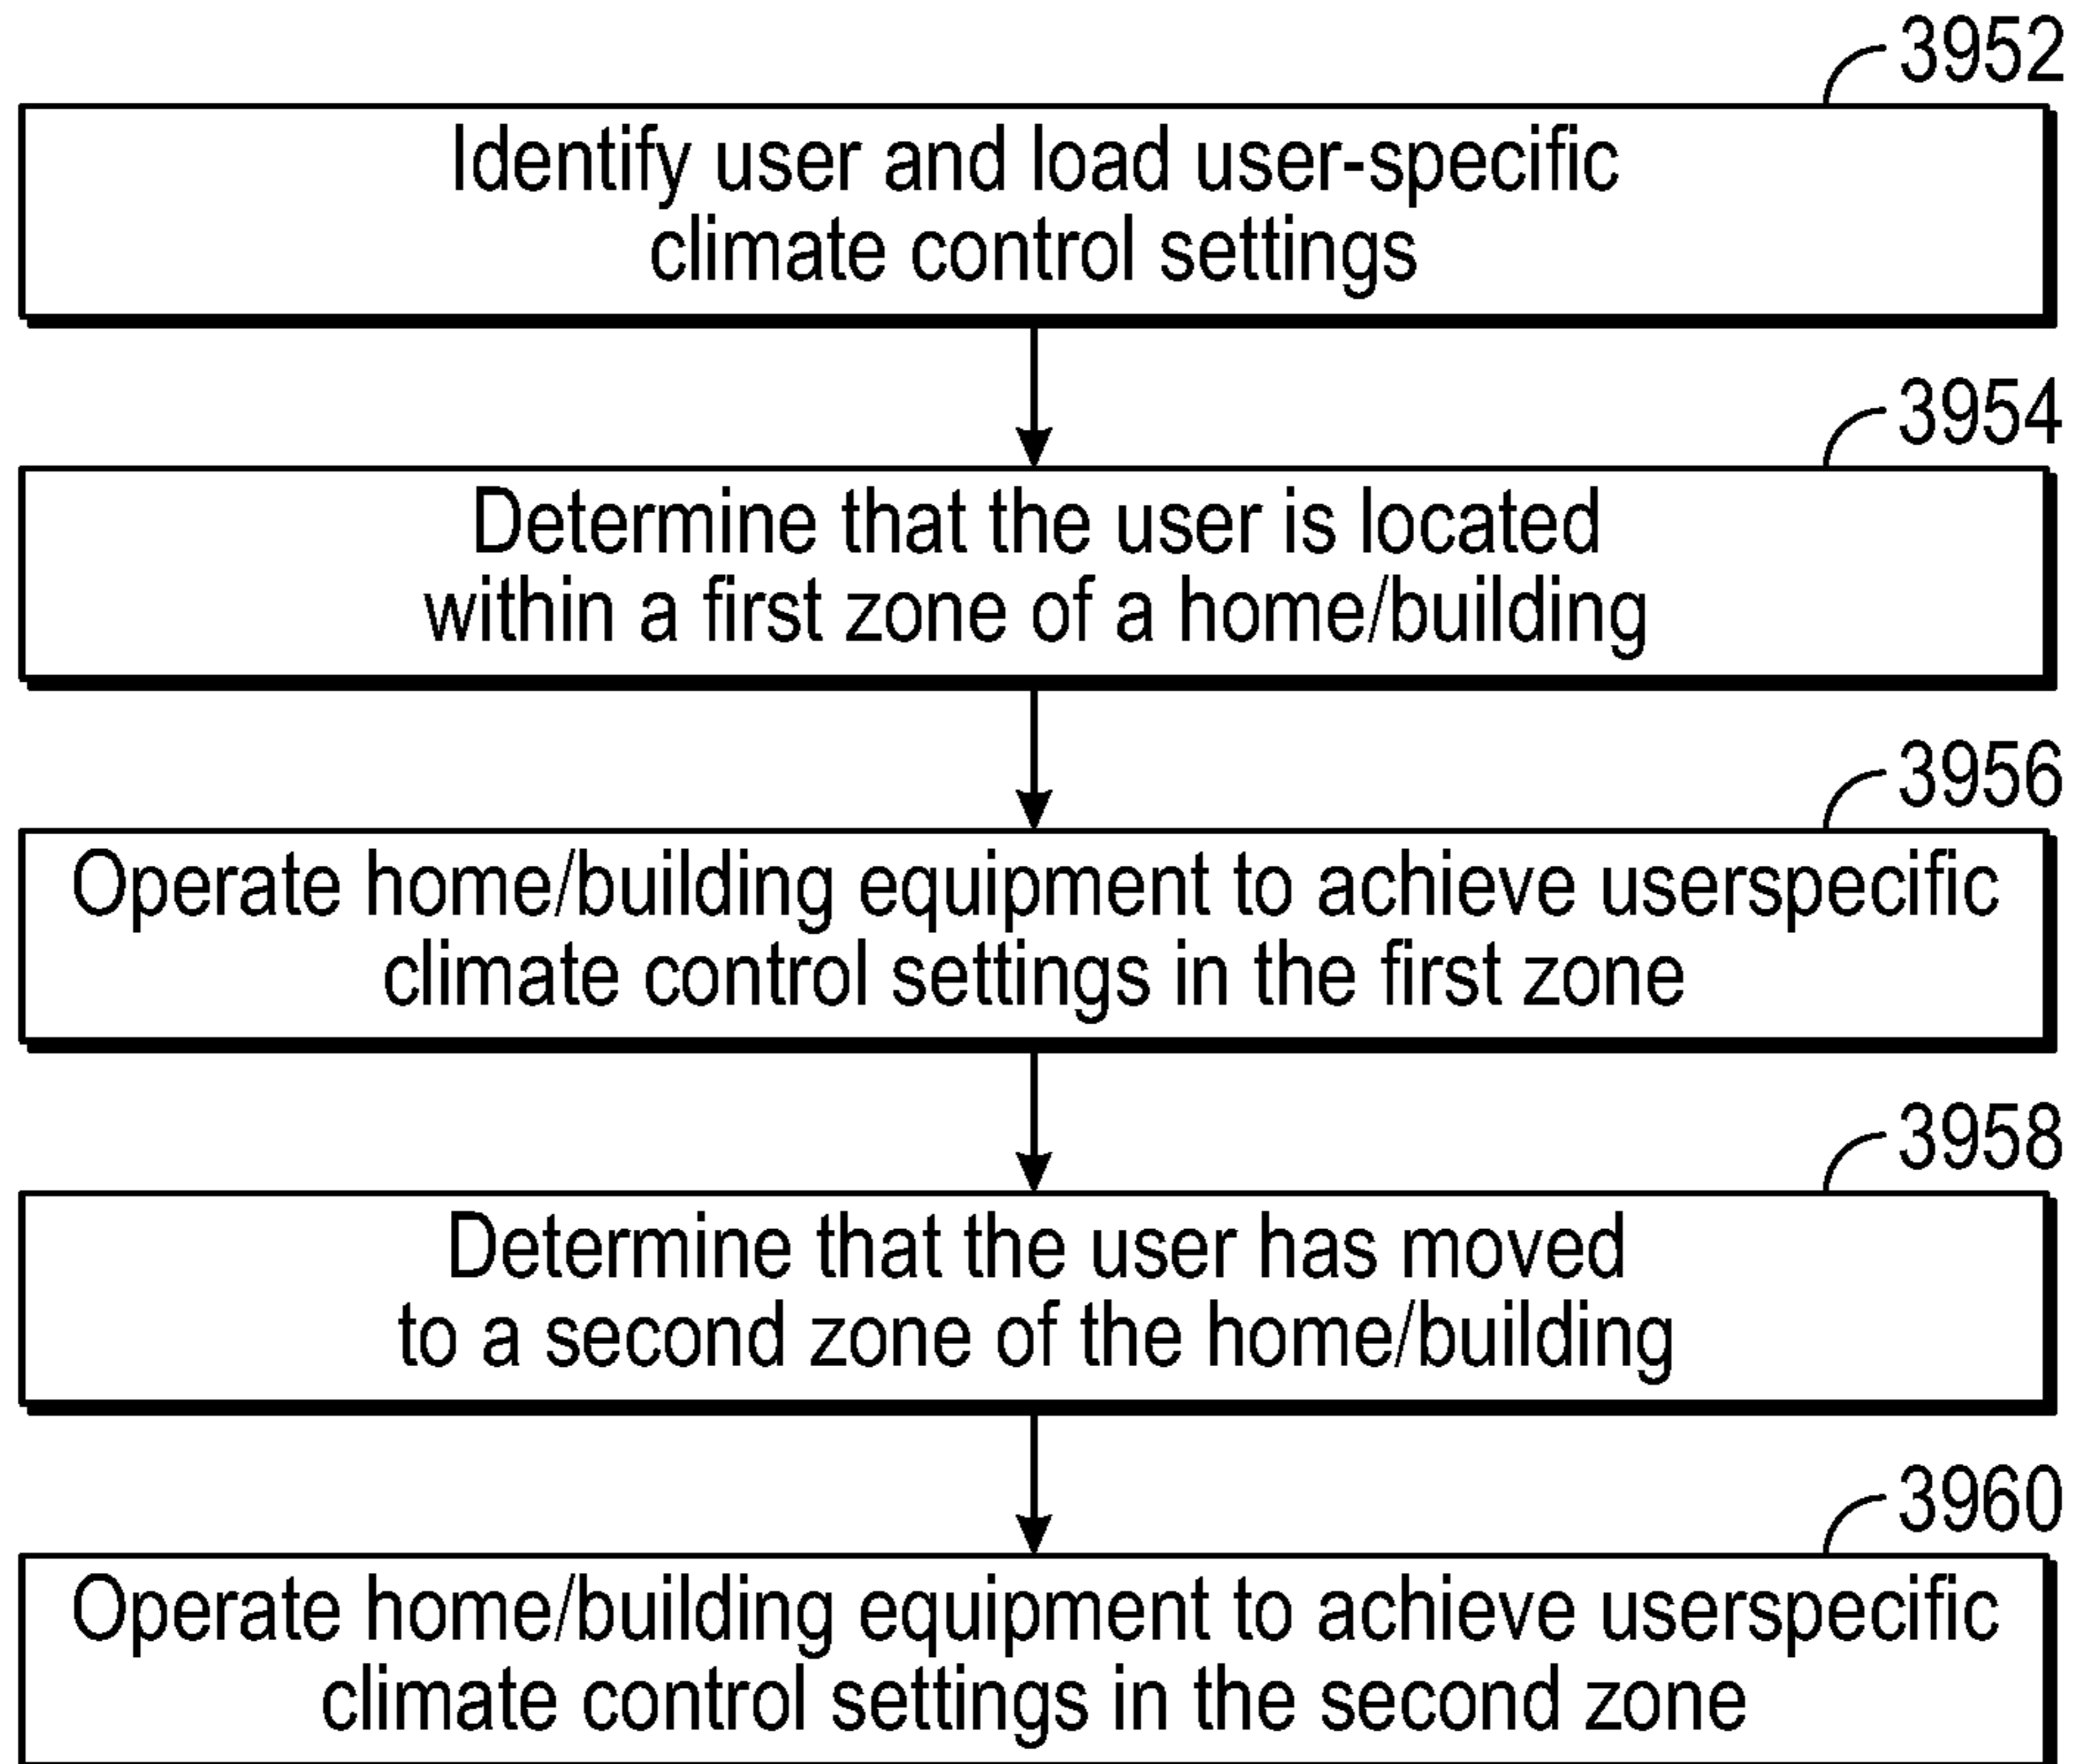 3952
Identify user and load user-specific
climate control settings
3954
Determine that the user is located
within a first zone of a home/building
3956
Operate home/building equipment to achieve userspecific
climate control settings in the first zone
3958
Determine that the user has moved
to a second zone of the home/building
3960
Operate home/building equipment to achieve userspecific
climate control settings in the second zone